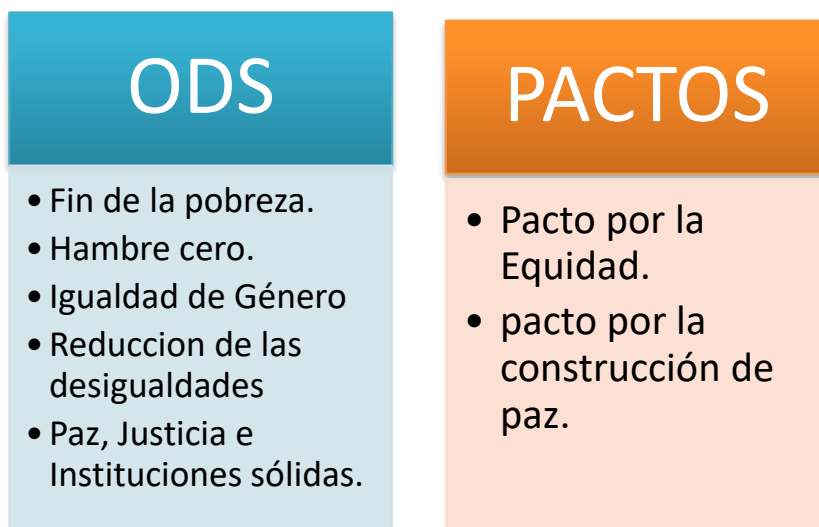 ODS
• Fin de la pobreza.
• Hambre cero.
• Igualdad de Género
• Reduccion de las
desigualdades
• Paz, Justicia e
Instituciones sólidas.
PACTOS
• Pacto por la
Equidad.
• pacto por la
construcción de
paz.